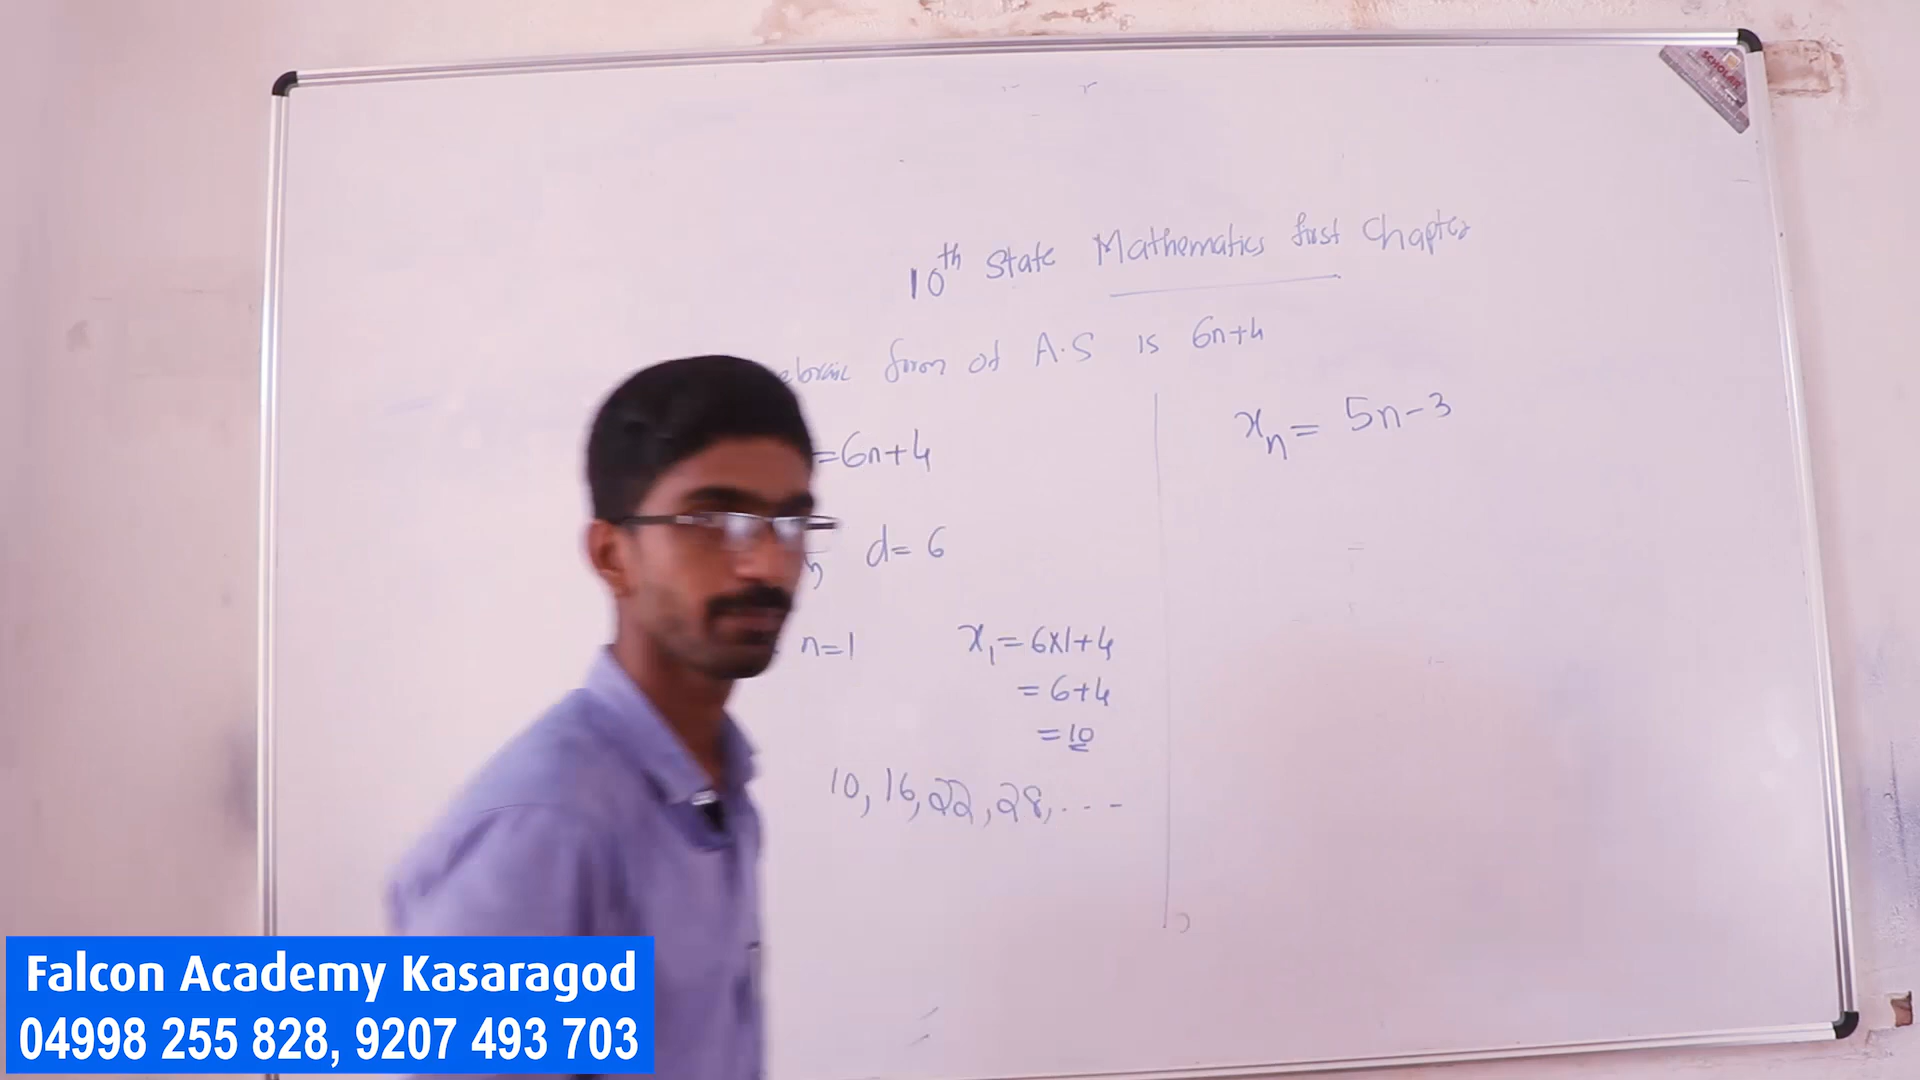 SCHOLAR
10th State Mathematics first Chapter
form of A.S is 6n+4
=6n+4
d= 6
n=1
x1 = 6x1+4
= 6+4
= 10
10, 16, 22, 28, ....
xn = 5n-3
Falcon Academy Kasaragod
04998 255 828, 9207 493 703